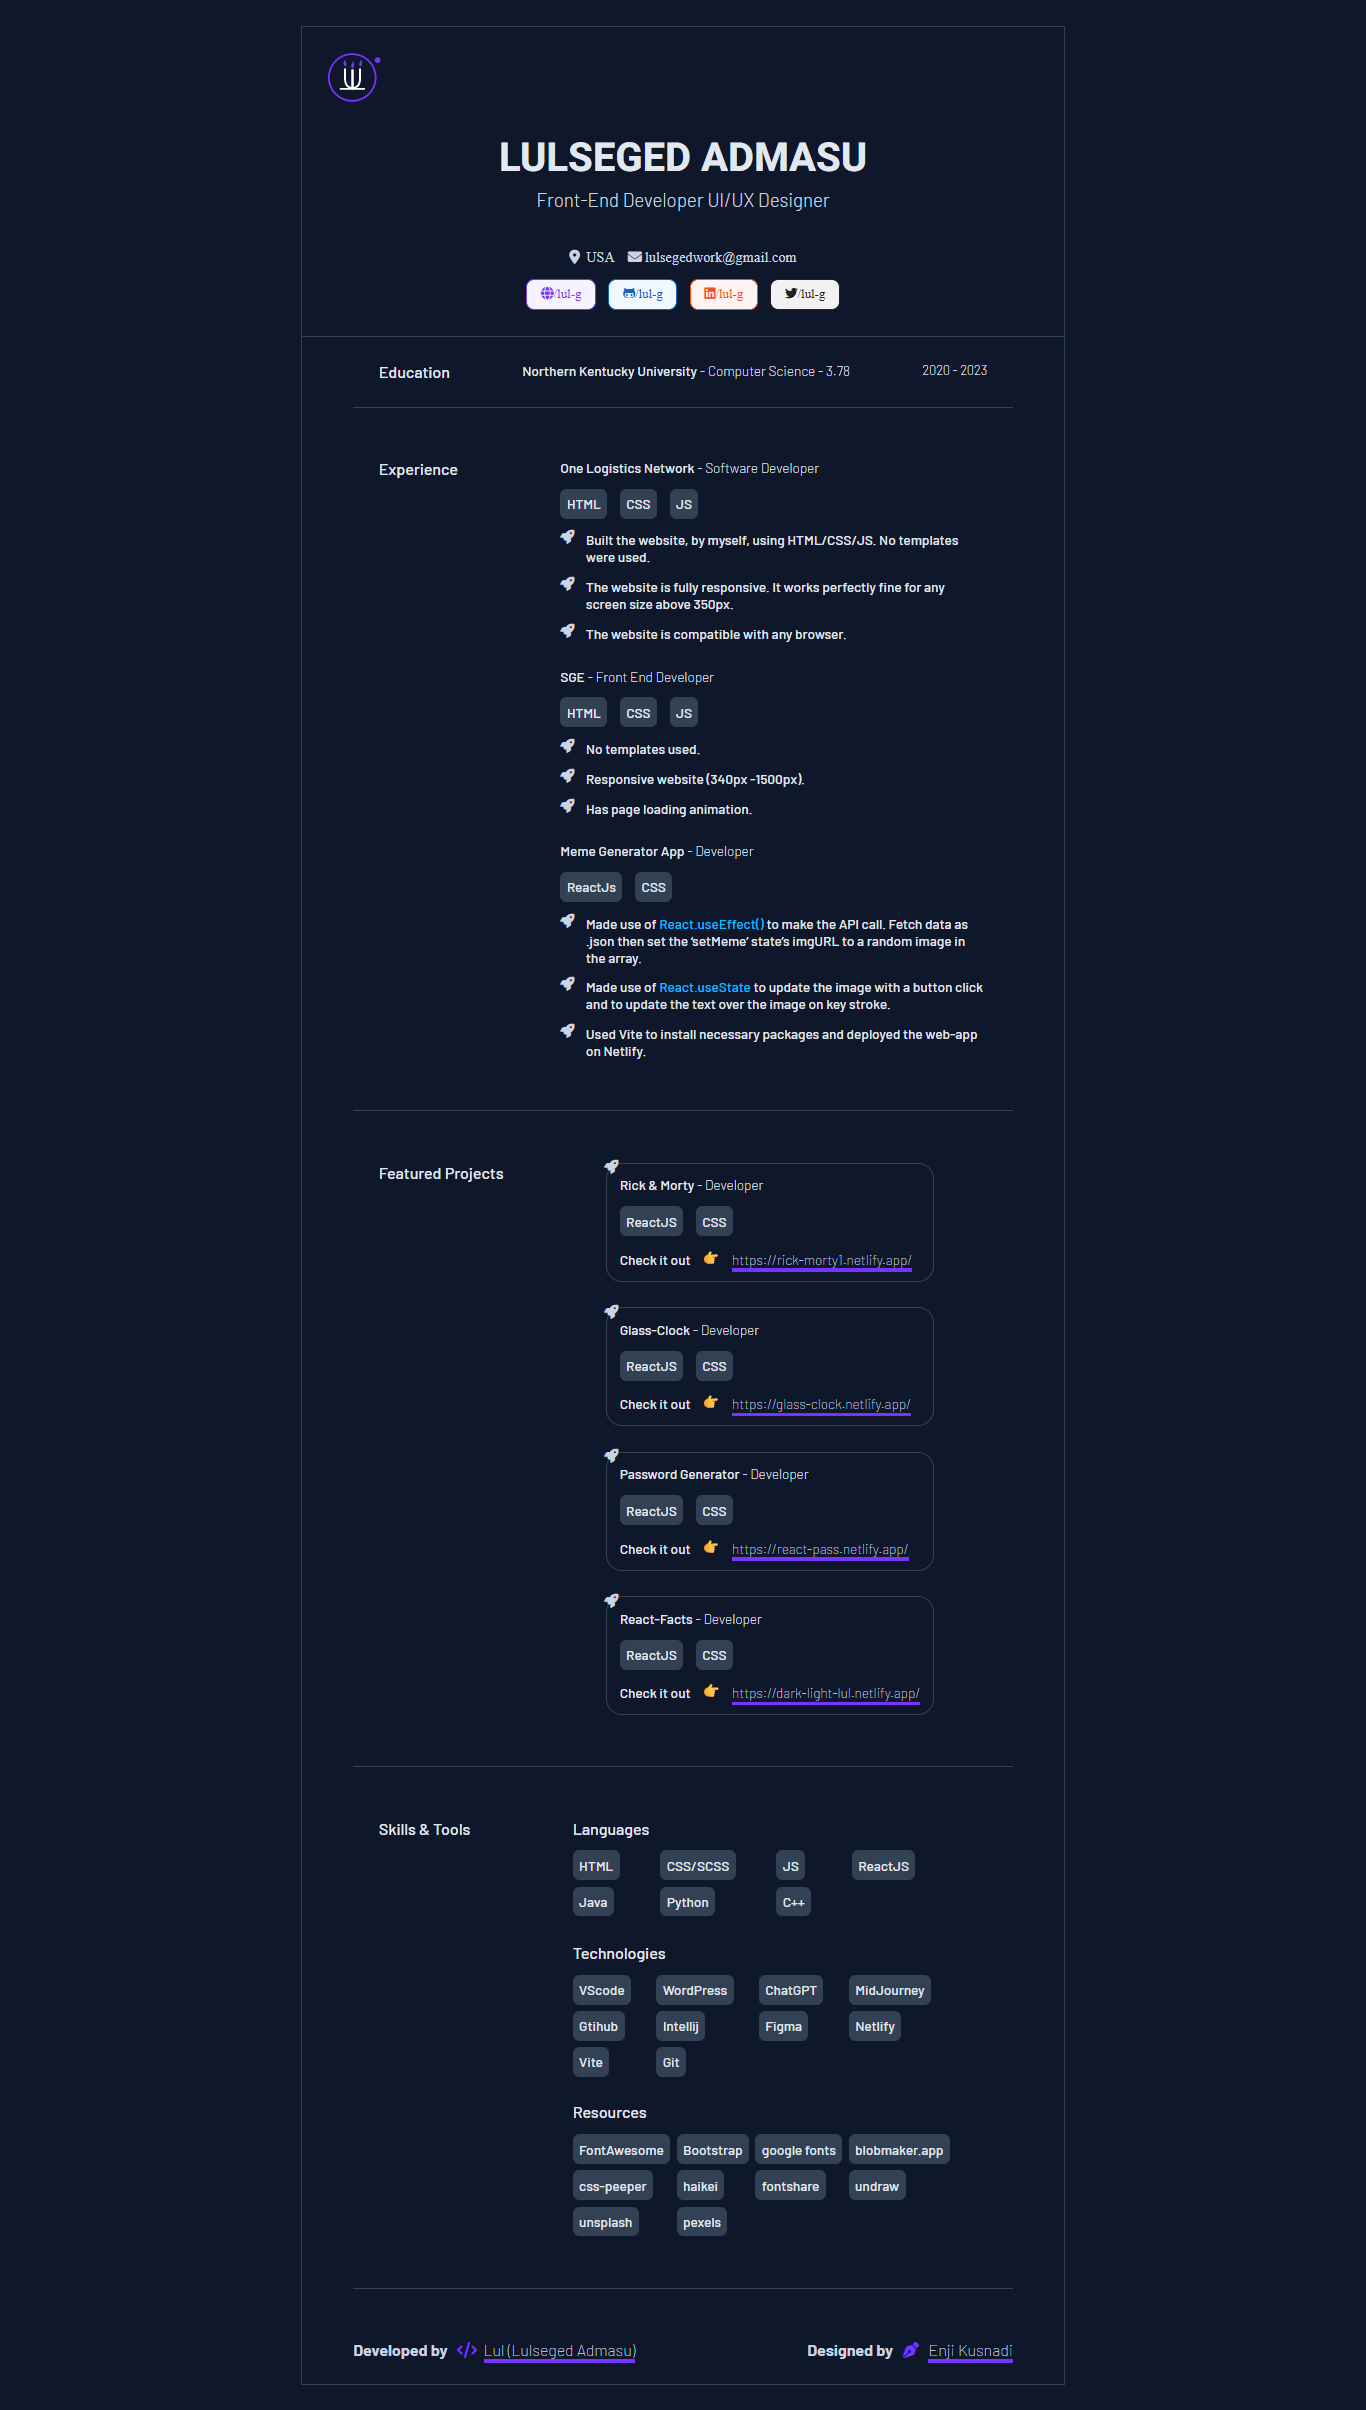 LULSEGED ADMASU
Front-End Developer UI/UX Designer
USA lulsegedwork@gmail.com
/lul-g /lul-g /lul-g /lul-g
Education Northern Kentucky University - Computer Science - 3.78 2020 - 2023
Experience One Logistics Network - Software Developer
HTML CSS JS
Built the website, by myself, using HTML/CSS/JS. No templates
were used.
The website is fully responsive. It works perfectly fine for any
screen size above 350px.
The website is compatible with any browser.
SGE - Front End Developer
HTML CSS JS
No templates used.
Responsive website (340px -1500px).
Has page loading animation.
Meme Generator App - Developer
ReactJs CSS
Made use of React.useEffect() to make the API call. Fetch data as
.json then set the ‘setMeme’ state’s imgURL to a random image in
the array.
Made use of React.useState to update the image with a button click
and to update the text over the image on key stroke.
Used Vite to install necessary packages and deployed the web-app
on Netlify.
Featured Projects
Rick & Morty - Developer
ReactJS CSS
Check it out 👉 https://rick-morty1.netlify.app/
Glass-Clock - Developer
ReactJS CSS
Check it out 👉 https://glass-clock.netlify.app/
Password Generator - Developer
ReactJS CSS
Check it out 👉 https://react-pass.netlify.app/
React-Facts - Developer
ReactJS CSS
Check it out 👉 https://dark-light-lul.netlify.app/
Skills & Tools Languages
HTML CSS/SCSS JS ReactJS
Java Python C++
Technologies
VScode WordPress ChatGPT MidJourney
Gtihub Intellij Figma Netlify
Vite Git
Resources
FontAwesome Bootstrap google fonts blobmaker.app
css-peeper haikei fontshare undraw
unsplash pexels
Developed by </> Lul (Lulseged Admasu) Designed by Enji Kusnadi